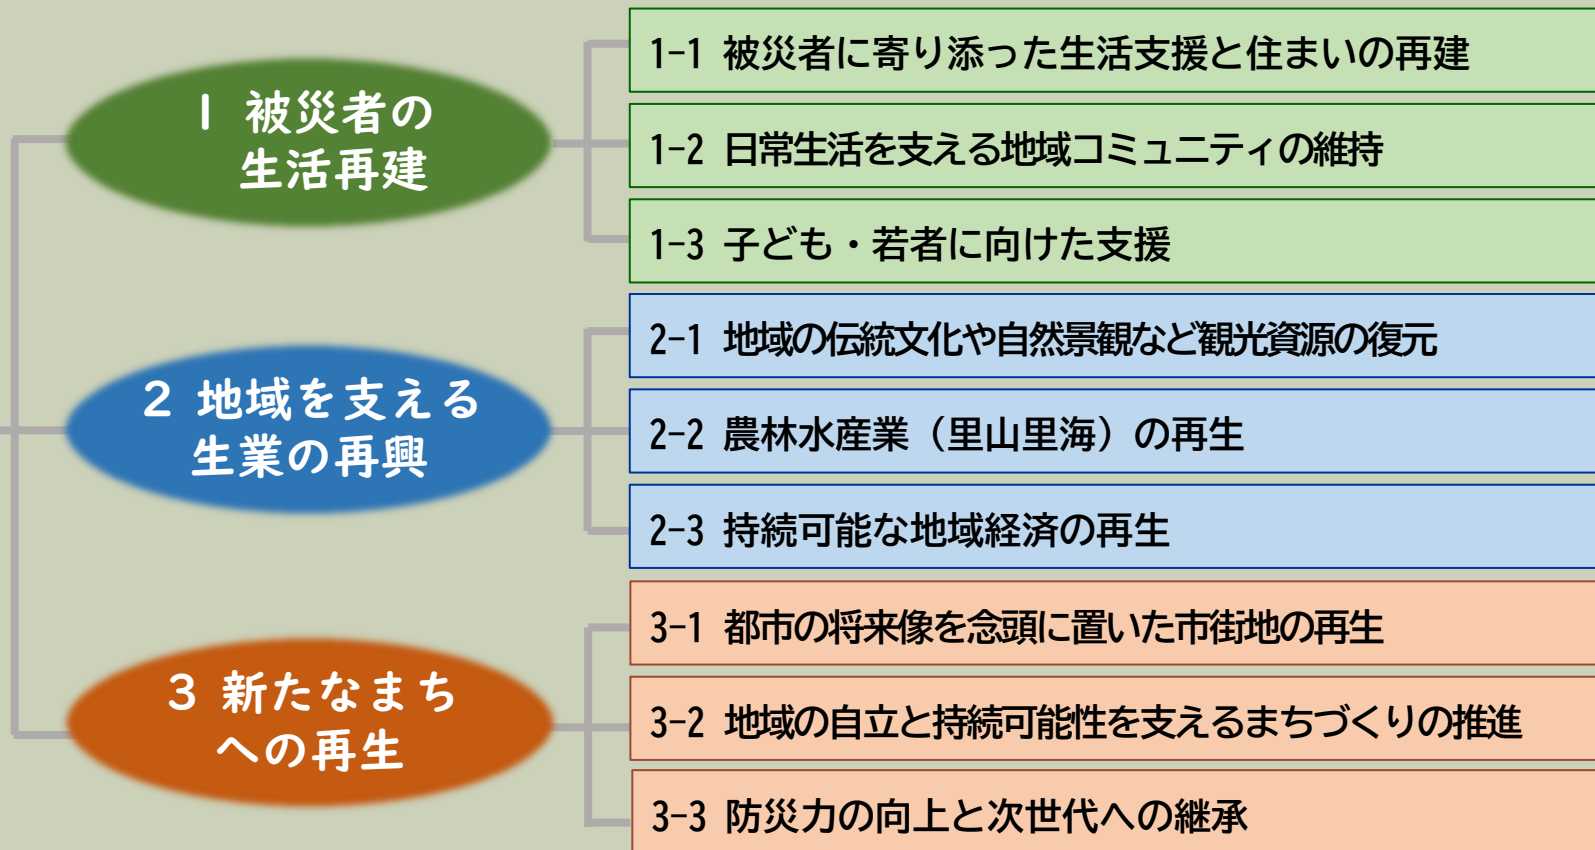 1 被災者の
生活再建
1-1 被災者に寄り添った生活支援と住まいの再建
1-2 日常生活を支える地域コミュニティの維持
1-3 子ども・若者に向けた支援
2 地域を支える
生業の再興
2-1 地域の伝統文化や自然景観など観光資源の復元
2-2 農林水産業（里山里海）の再生
2-3 持続可能な地域経済の再生
3 新たなまち
への再生
3-1 都市の将来像を念頭に置いた市街地の再生
3-2 地域の自立と持続可能性を支えるまちづくりの推進
3-3 防災力の向上と次世代への継承